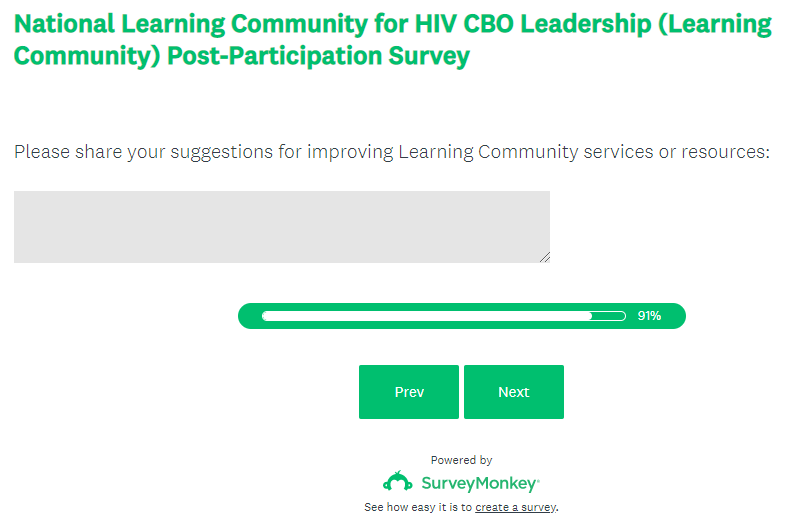 National Learning Community for HIV CBO Leadership (Learning
Community) Post-Participation Survey
Please share your suggestions for improving Learning Community services or resources:
91%
Prev
Next
Powered by
SurveyMonkey
See how easy it is to create a survey.